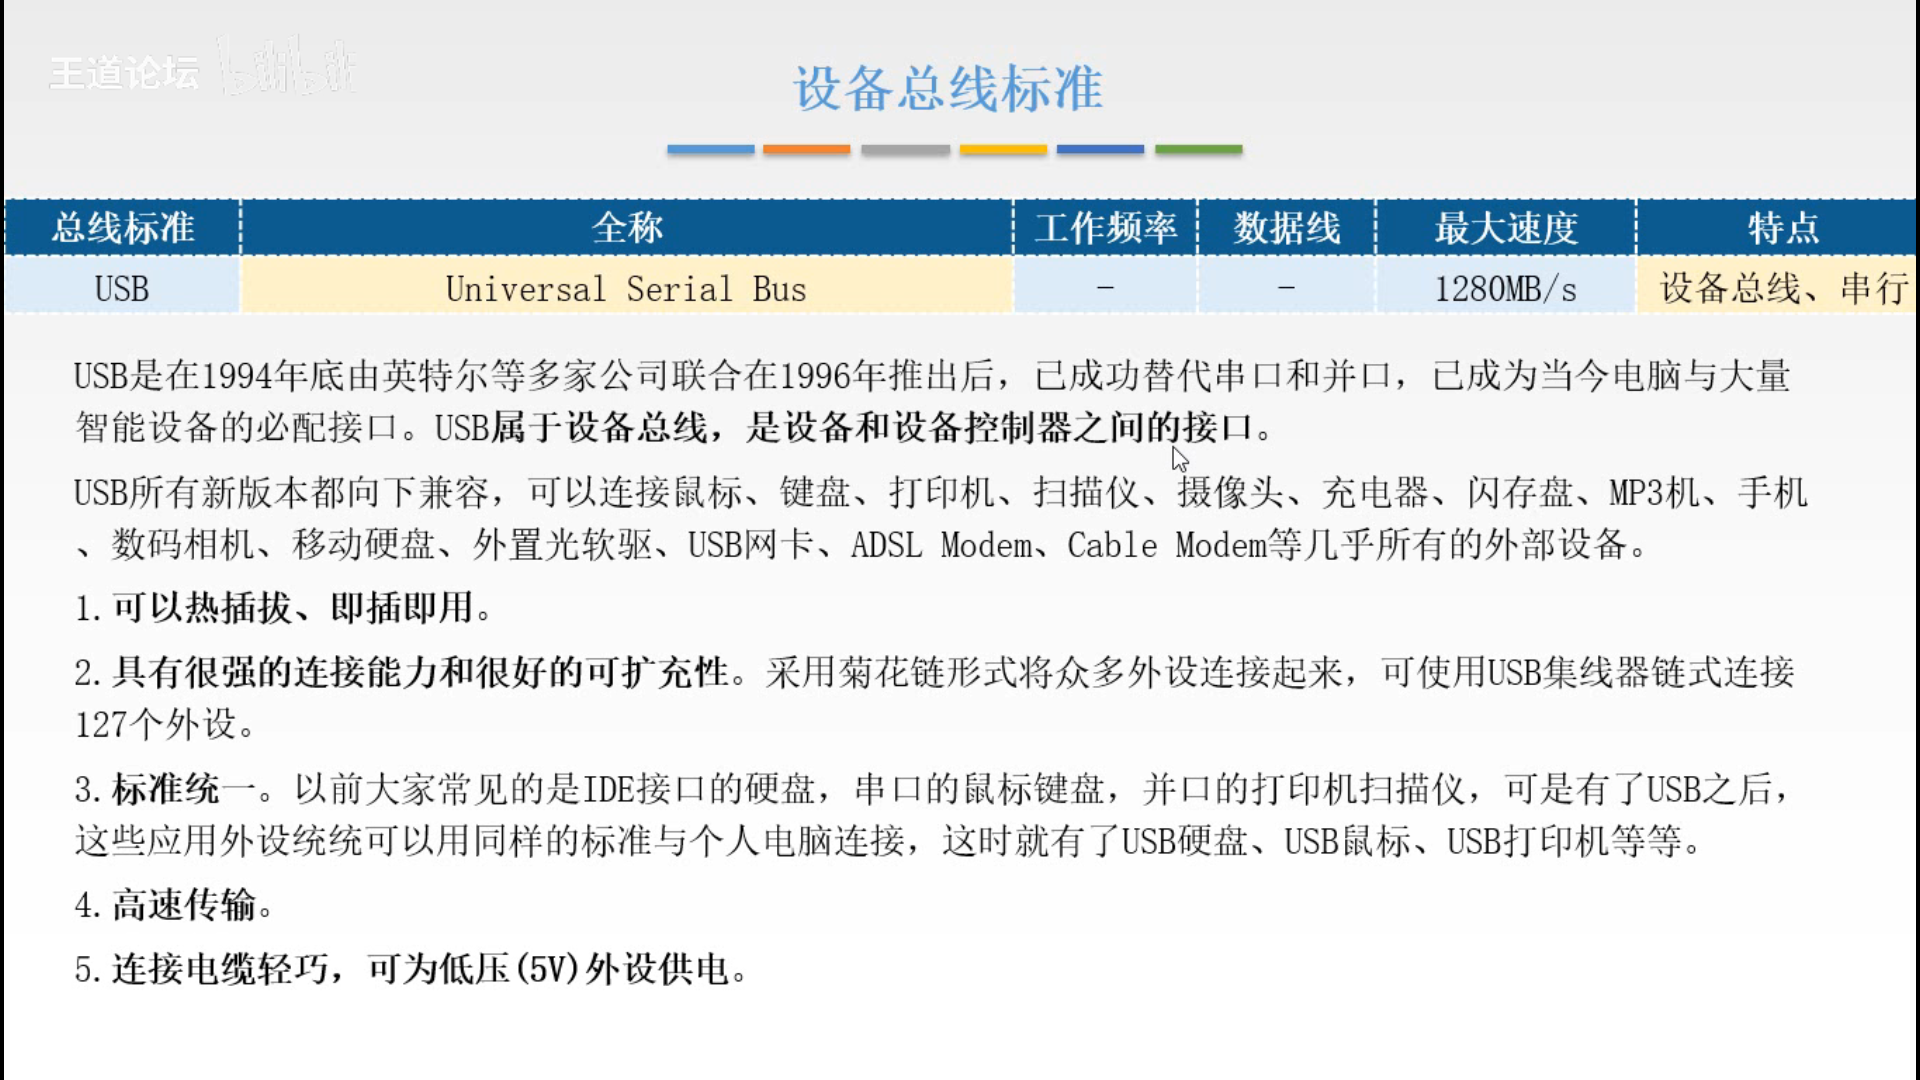 王道论坛 bilibili
设备总线标准
总线标准 全称 工作频率 数据线 最大速度 特点
USB Universal Serial Bus - - 1280MB/s 设备总线、串行
USB是在1994年底由英特尔等多家公司联合在1996年推出后，已成功替代串口和并口，已成为当今电脑与大量
智能设备的必配接口。USB属于设备总线，是设备和设备控制器之间的接口。
USB所有新版本都向下兼容，可以连接鼠标、键盘、打印机、扫描仪、摄像头、充电器、闪存盘、MP3机、手机
、数码相机、移动硬盘、外置光软驱、USB网卡、ADSL Modem、Cable Modem等几乎所有的外部设备。
1.可以热插拔、即插即用。
2.具有很强的连接能力和很好的可扩充性。采用菊花链形式将众多外设连接起来，可使用USB集线器链式连接
127个外设。
3.标准统一。以前大家常见的是IDE接口的硬盘，串口的鼠标键盘，并口的打印机扫描仪，可是有了USB之后，
这些应用外设统统可以用同样的标准与个人电脑连接，这时就有了USB硬盘、USB鼠标、USB打印机等等。
4.高速传输。
5.连接电缆轻巧，可为低压(5V)外设供电。